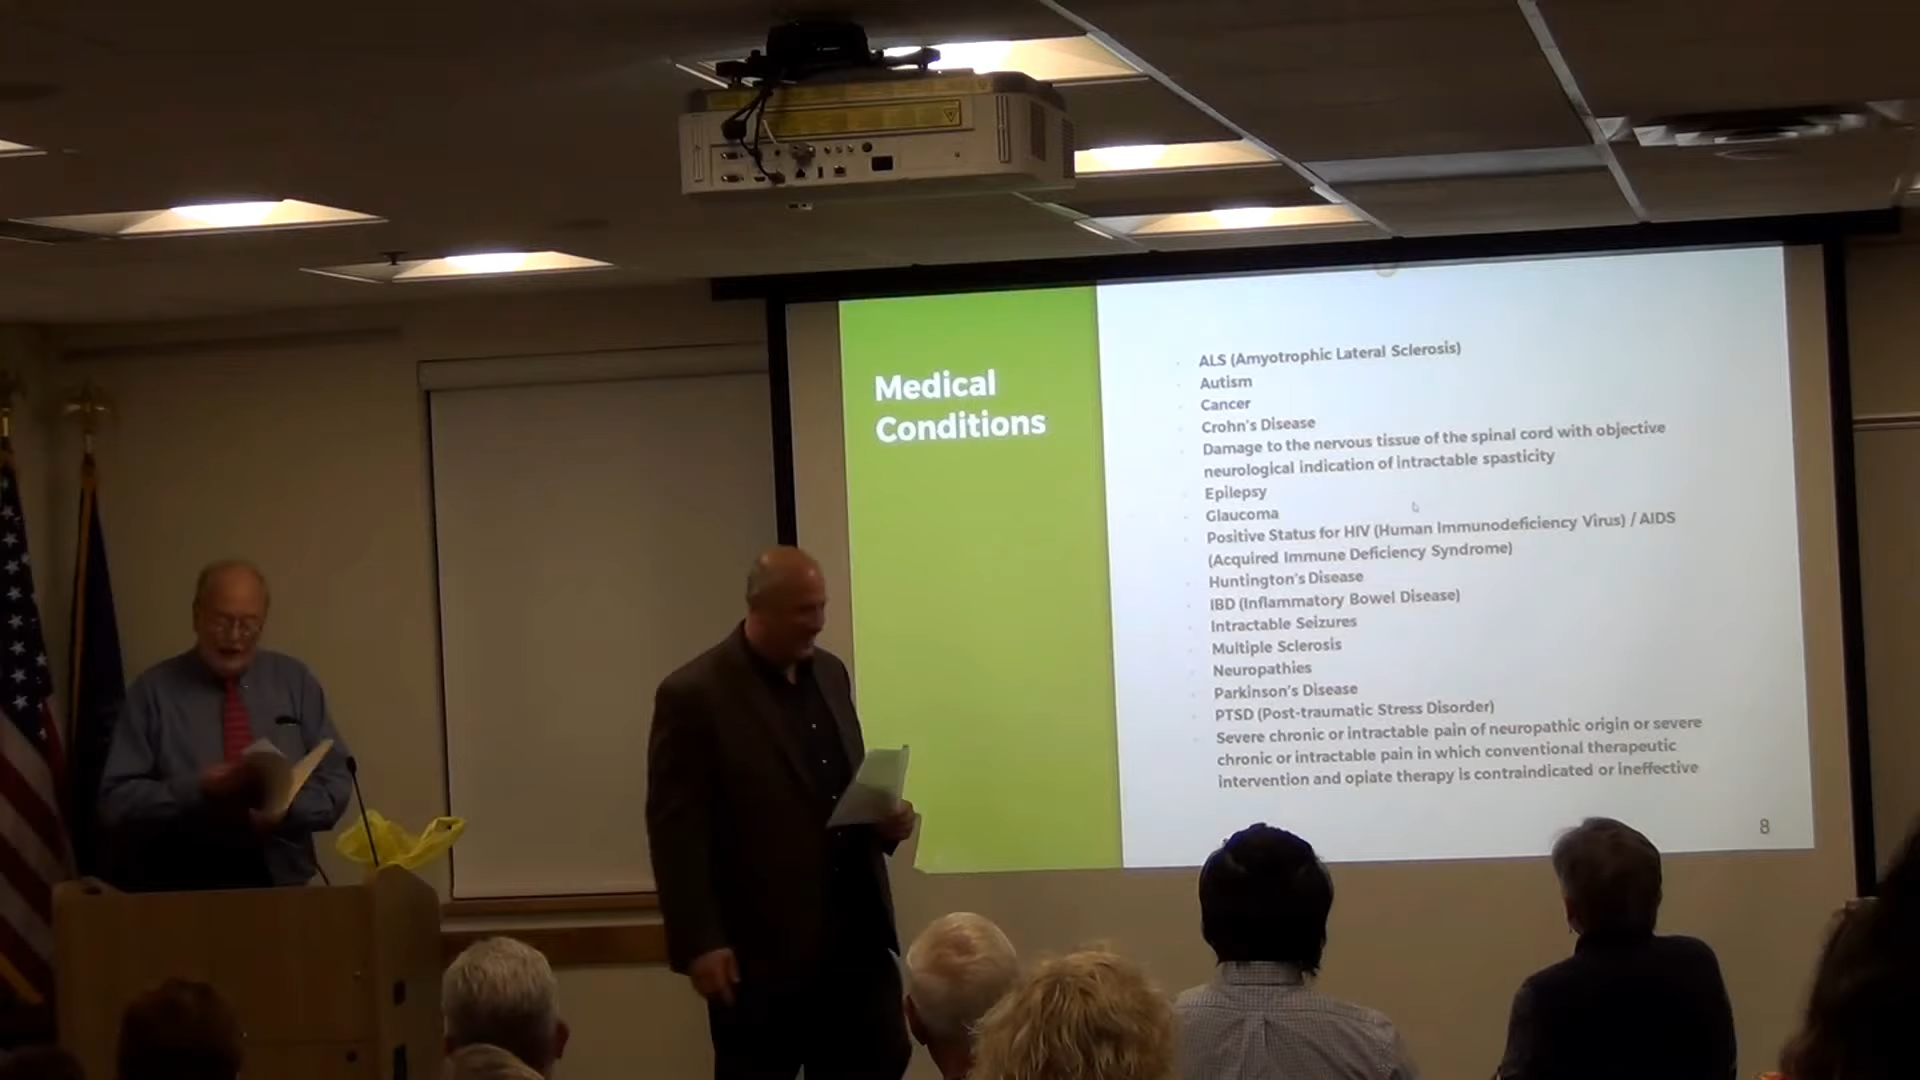 Medical
Conditions
ALS (Amyotrophic Lateral Sclerosis)
Autism
Cancer
Crohn's Disease
Damage to the nervous tissue of the spinal cord with objective
neurological indication of intractable spasticity
Epilepsy
Glaucoma
Positive Status for HIV (Human Immunodeficiency Virus) / AIDS
(Acquired Immune Deficiency Syndrome)
Huntington's Disease
IBD (Inflammatory Bowel Disease)
Intractable Seizures
Multiple Sclerosis
Neuropathies
Parkinson's Disease
PTSD (Post-traumatic Stress Disorder)
Severe chronic or intractable pain of neuropathic origin or severe
chronic or intractable pain in which conventional therapeutic
intervention and opiate therapy is contraindicated or ineffective
8